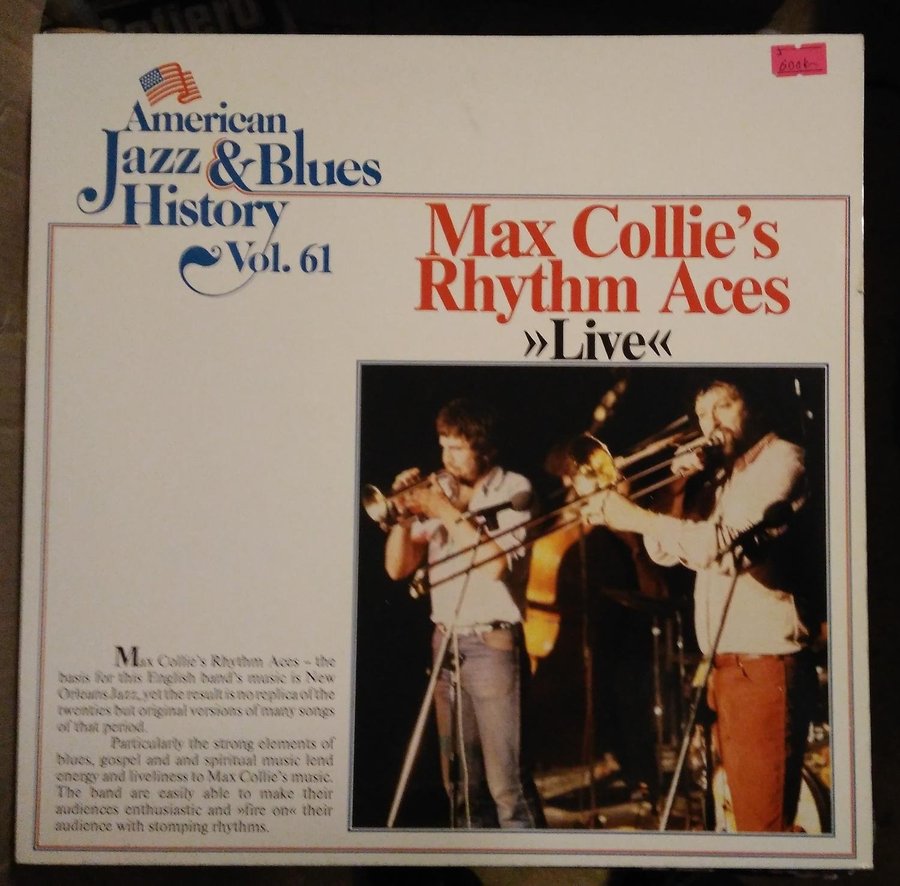 American
Jazz & Blues
History
Vol. 61
Max Collie's
Rhythm Aces
»Live«
Max Collie's Rhythm Aces – the
basis for this English band's music is New
Orleans Jazz, yet the result is no replica of the
twenties but original versions of many songs
of that period.
Particularly the strong elements of
blues, gospel and and spiritual music lend
energy and liveliness to Max Collie's music.
The band are easily able to make their
audiences enthusiastic and »fire on« their
audience with stomping rhythms.